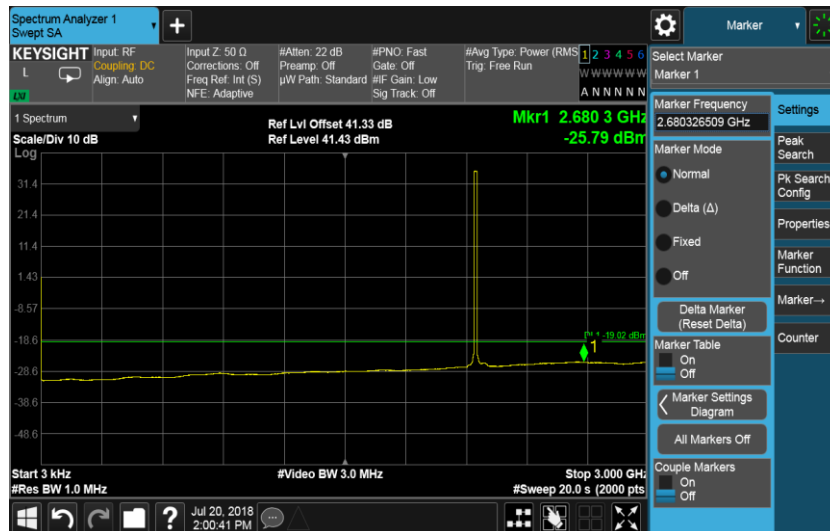 Spectrum Analyzer 1
Swept SA
Marker
KEYSIGHT
L
LXI
Input: RF
Coupling: DC
Align: Auto
Input Z: 50 Ω
Corrections: Off
Freq Ref: Int (S)
NFE: Adaptive
#Atten: 22 dB
Preamp: Off
µW Path: Standard
#PNO: Fast
Gate: Off
#IF Gain: Low
Sig Track: Off
#Avg Type: Power (RMS
Trig: Free Run
1 2 3 4 5 6
W W W W W W
A N N N N N
1 Spectrum
Scale/Div 10 dB
Log
Ref Lvl Offset 41.33 dB
Ref Level 41.43 dBm
Mkr1 2.680 3 GHz
-25.79 dBm
31.4
21.4
11.4
1.43
-8.57
-18.6
-28.6
-38.6
-48.6
DL1 -19.02 dBm
1
Start 3 kHz
#Res BW 1.0 MHz
#Video BW 3.0 MHz
Stop 3.000 GHz
#Sweep 20.0 s (2000 pts
Jul 20, 2018
2:00:41 PM
Select Marker
Marker 1
Marker Frequency
2.680326509 GHz
Marker Mode
Normal
Delta (Δ)
Fixed
Off
Delta Marker
(Reset Delta)
Marker Table
On
Off
Marker Settings
Diagram
All Markers Off
Couple Markers
On
Off
Settings
Peak
Search
Pk Search
Config
Properties
Marker
Function
Marker→
Counter